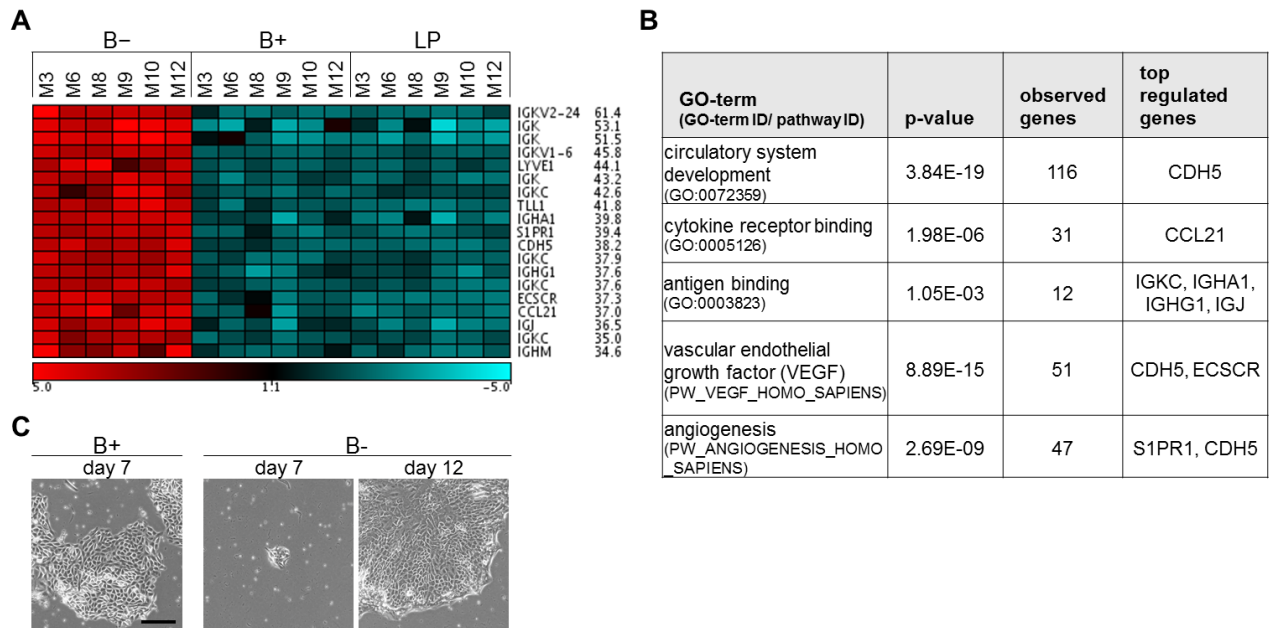 A
B− B+ LP
M3 M6 M8 M9 M10 M12 M3 M6 M8 M9 M10 M12 M3 M6 M8 M9 M10 M12
IGKV2-24 61.4
IGK 53.1
IGK 51.5
IGKV1-6 45.8
LYVE1 44.1
IGK 43.2
IGKC 42.6
TLL1 41.8
IGHA1 39.8
S1PR1 39.4
CDH5 38.2
IGKC 37.9
IGHG1 37.6
IGKC 37.6
ECSCR 37.3
CCL21 37.0
IGJ 36.5
IGKC 35.0
IGHM 34.6
5.0 1:1 -5.0
B
GO-term
(GO-term ID/ pathway ID)
p-value
observed
genes
top
regulated
genes
circulatory system
development
(GO:0072359)
3.84E-19
116
CDH5
cytokine receptor binding
(GO:0005126)
1.98E-06
31
CCL21
antigen binding
(GO:0003823)
1.05E-03
12
IGKC, IGHA1,
IGHG1, IGJ
vascular endothelial
growth factor (VEGF)
(PW_VEGF_HOMO_SAPIENS)
8.89E-15
51
CDH5, ECSCR
angiogenesis
(PW_ANGIOGENESIS_HOMO
_SAPIENS)
2.69E-09
47
S1PR1, CDH5
C
B+ B-
day 7 day 7 day 12